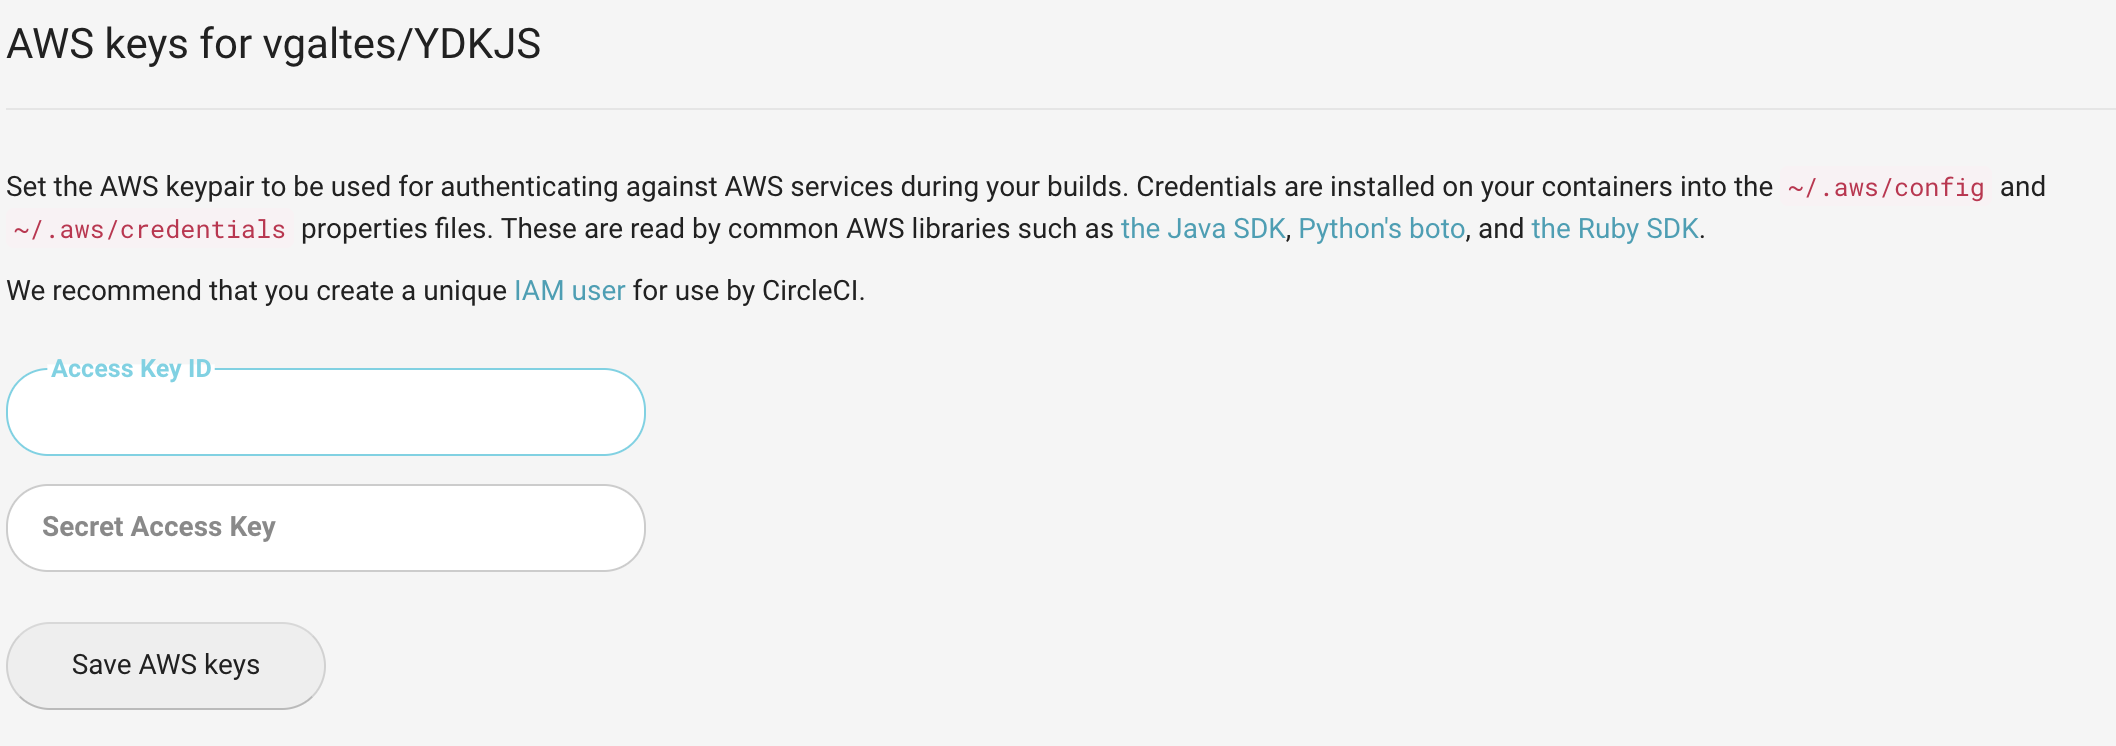 AWS keys for vgaltes/YDKJS
Set the AWS keypair to be used for authenticating against AWS services during your builds. Credentials are installed on your containers into the ~/.aws/config and
~/.aws/credentials properties files. These are read by common AWS libraries such as the Java SDK, Python's boto, and the Ruby SDK.
We recommend that you create a unique IAM user for use by CircleCI.
Access Key ID
Secret Access Key
Save AWS keys